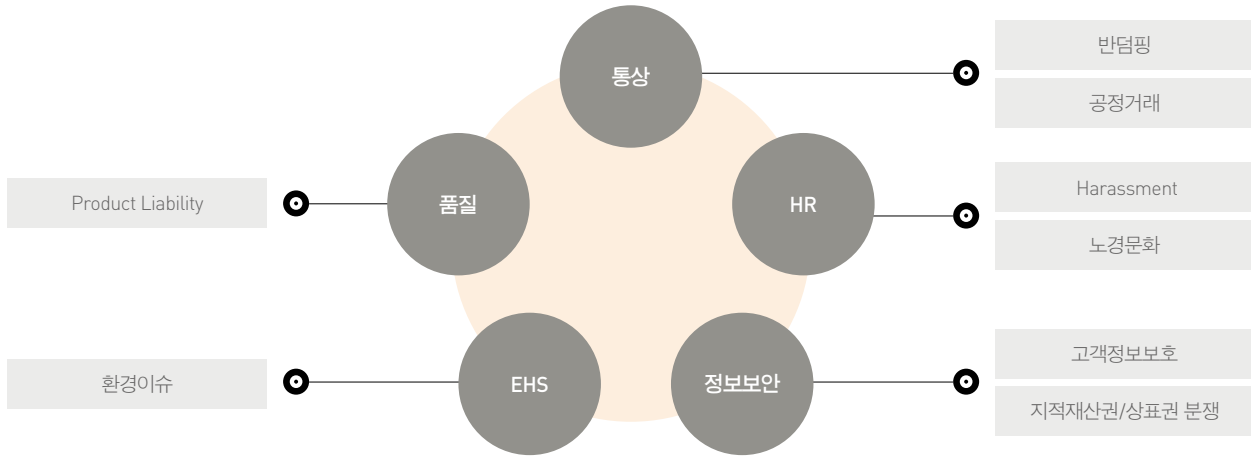 통상
반덤핑
공정거래
품질
Product Liability
HR
Harassment
노경문화
EHS
환경이슈
정보보안
고객정보보호
지적재산권/상표권 분쟁